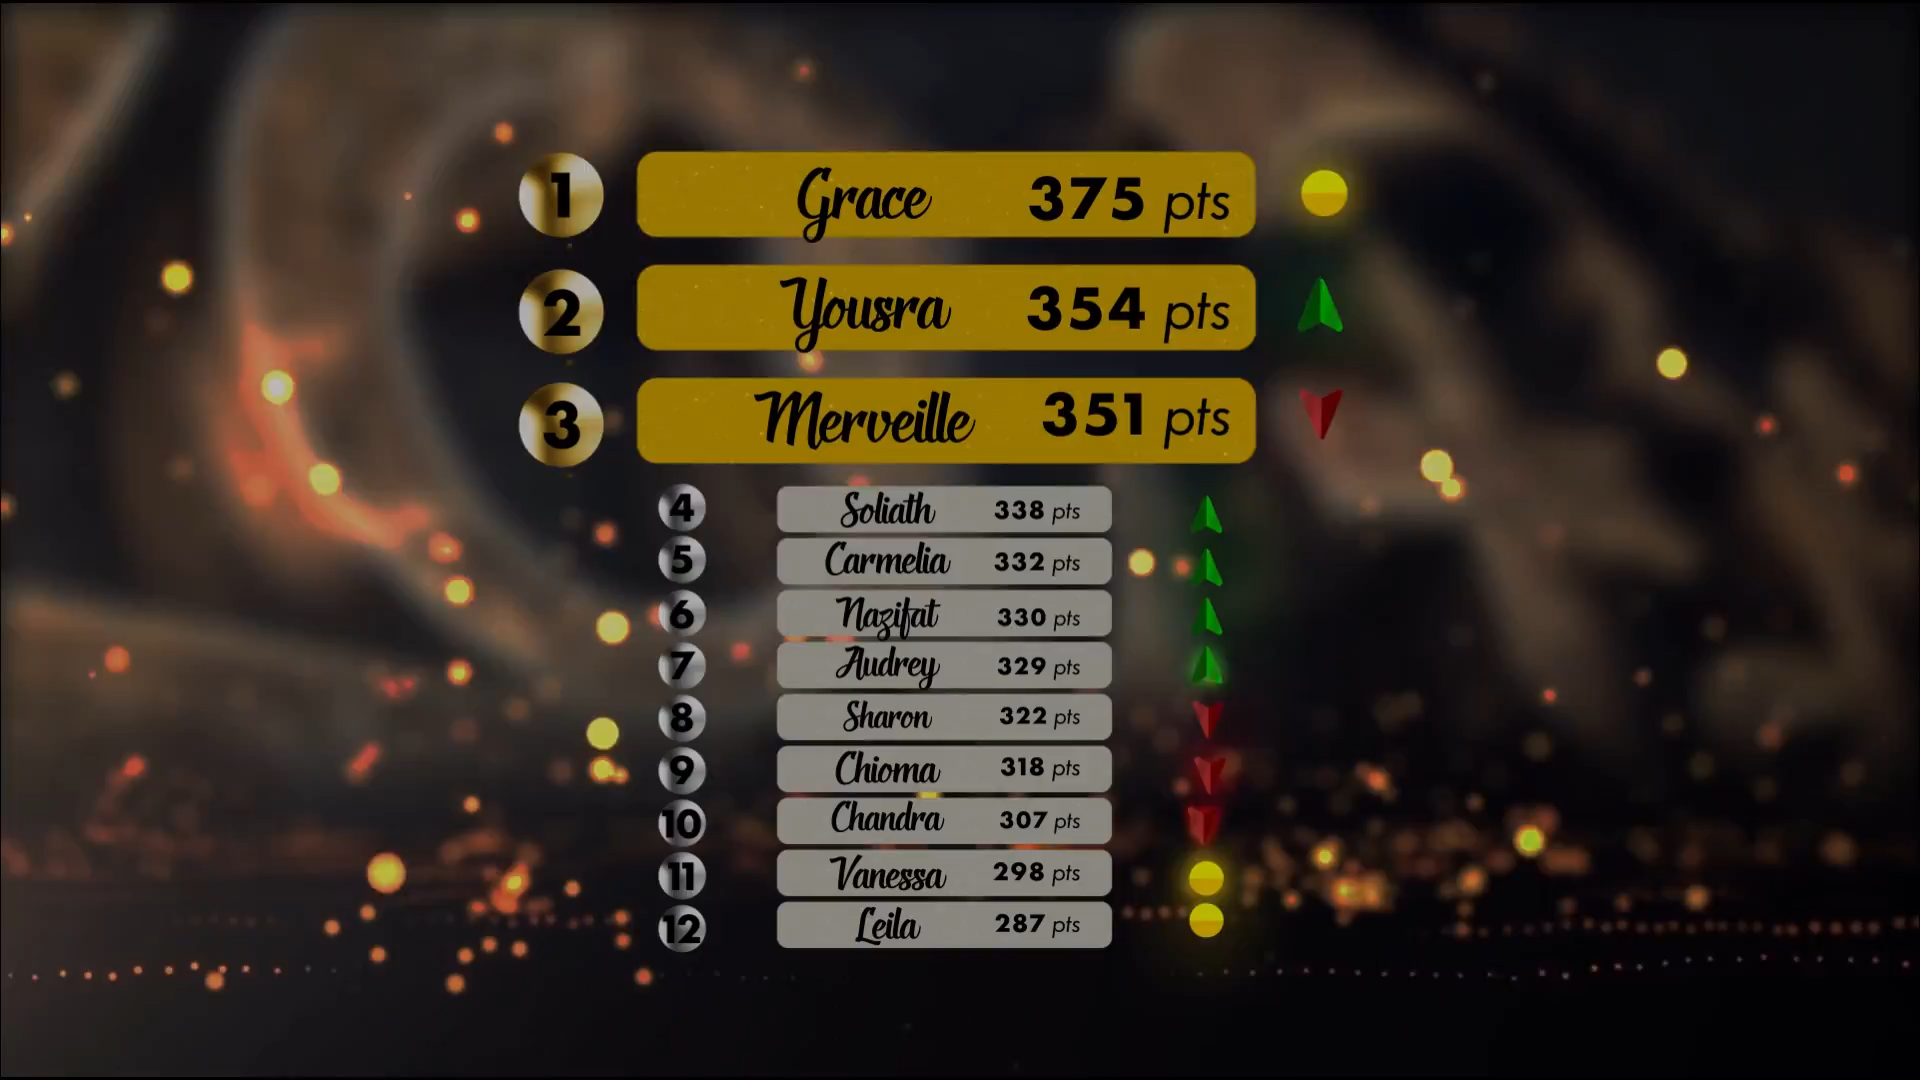 1 Grace 375 pts
2 Yousra 354 pts
3 Merveille 351 pts
4 Soliath 338 pts
5 Carmelia 332 pts
6 Nazifat 330 pts
7 Audrey 329 pts
8 Sharon 322 pts
9 Chioma 318 pts
10 Chandra 307 pts
11 Vanessa 298 pts
12 Leila 287 pts